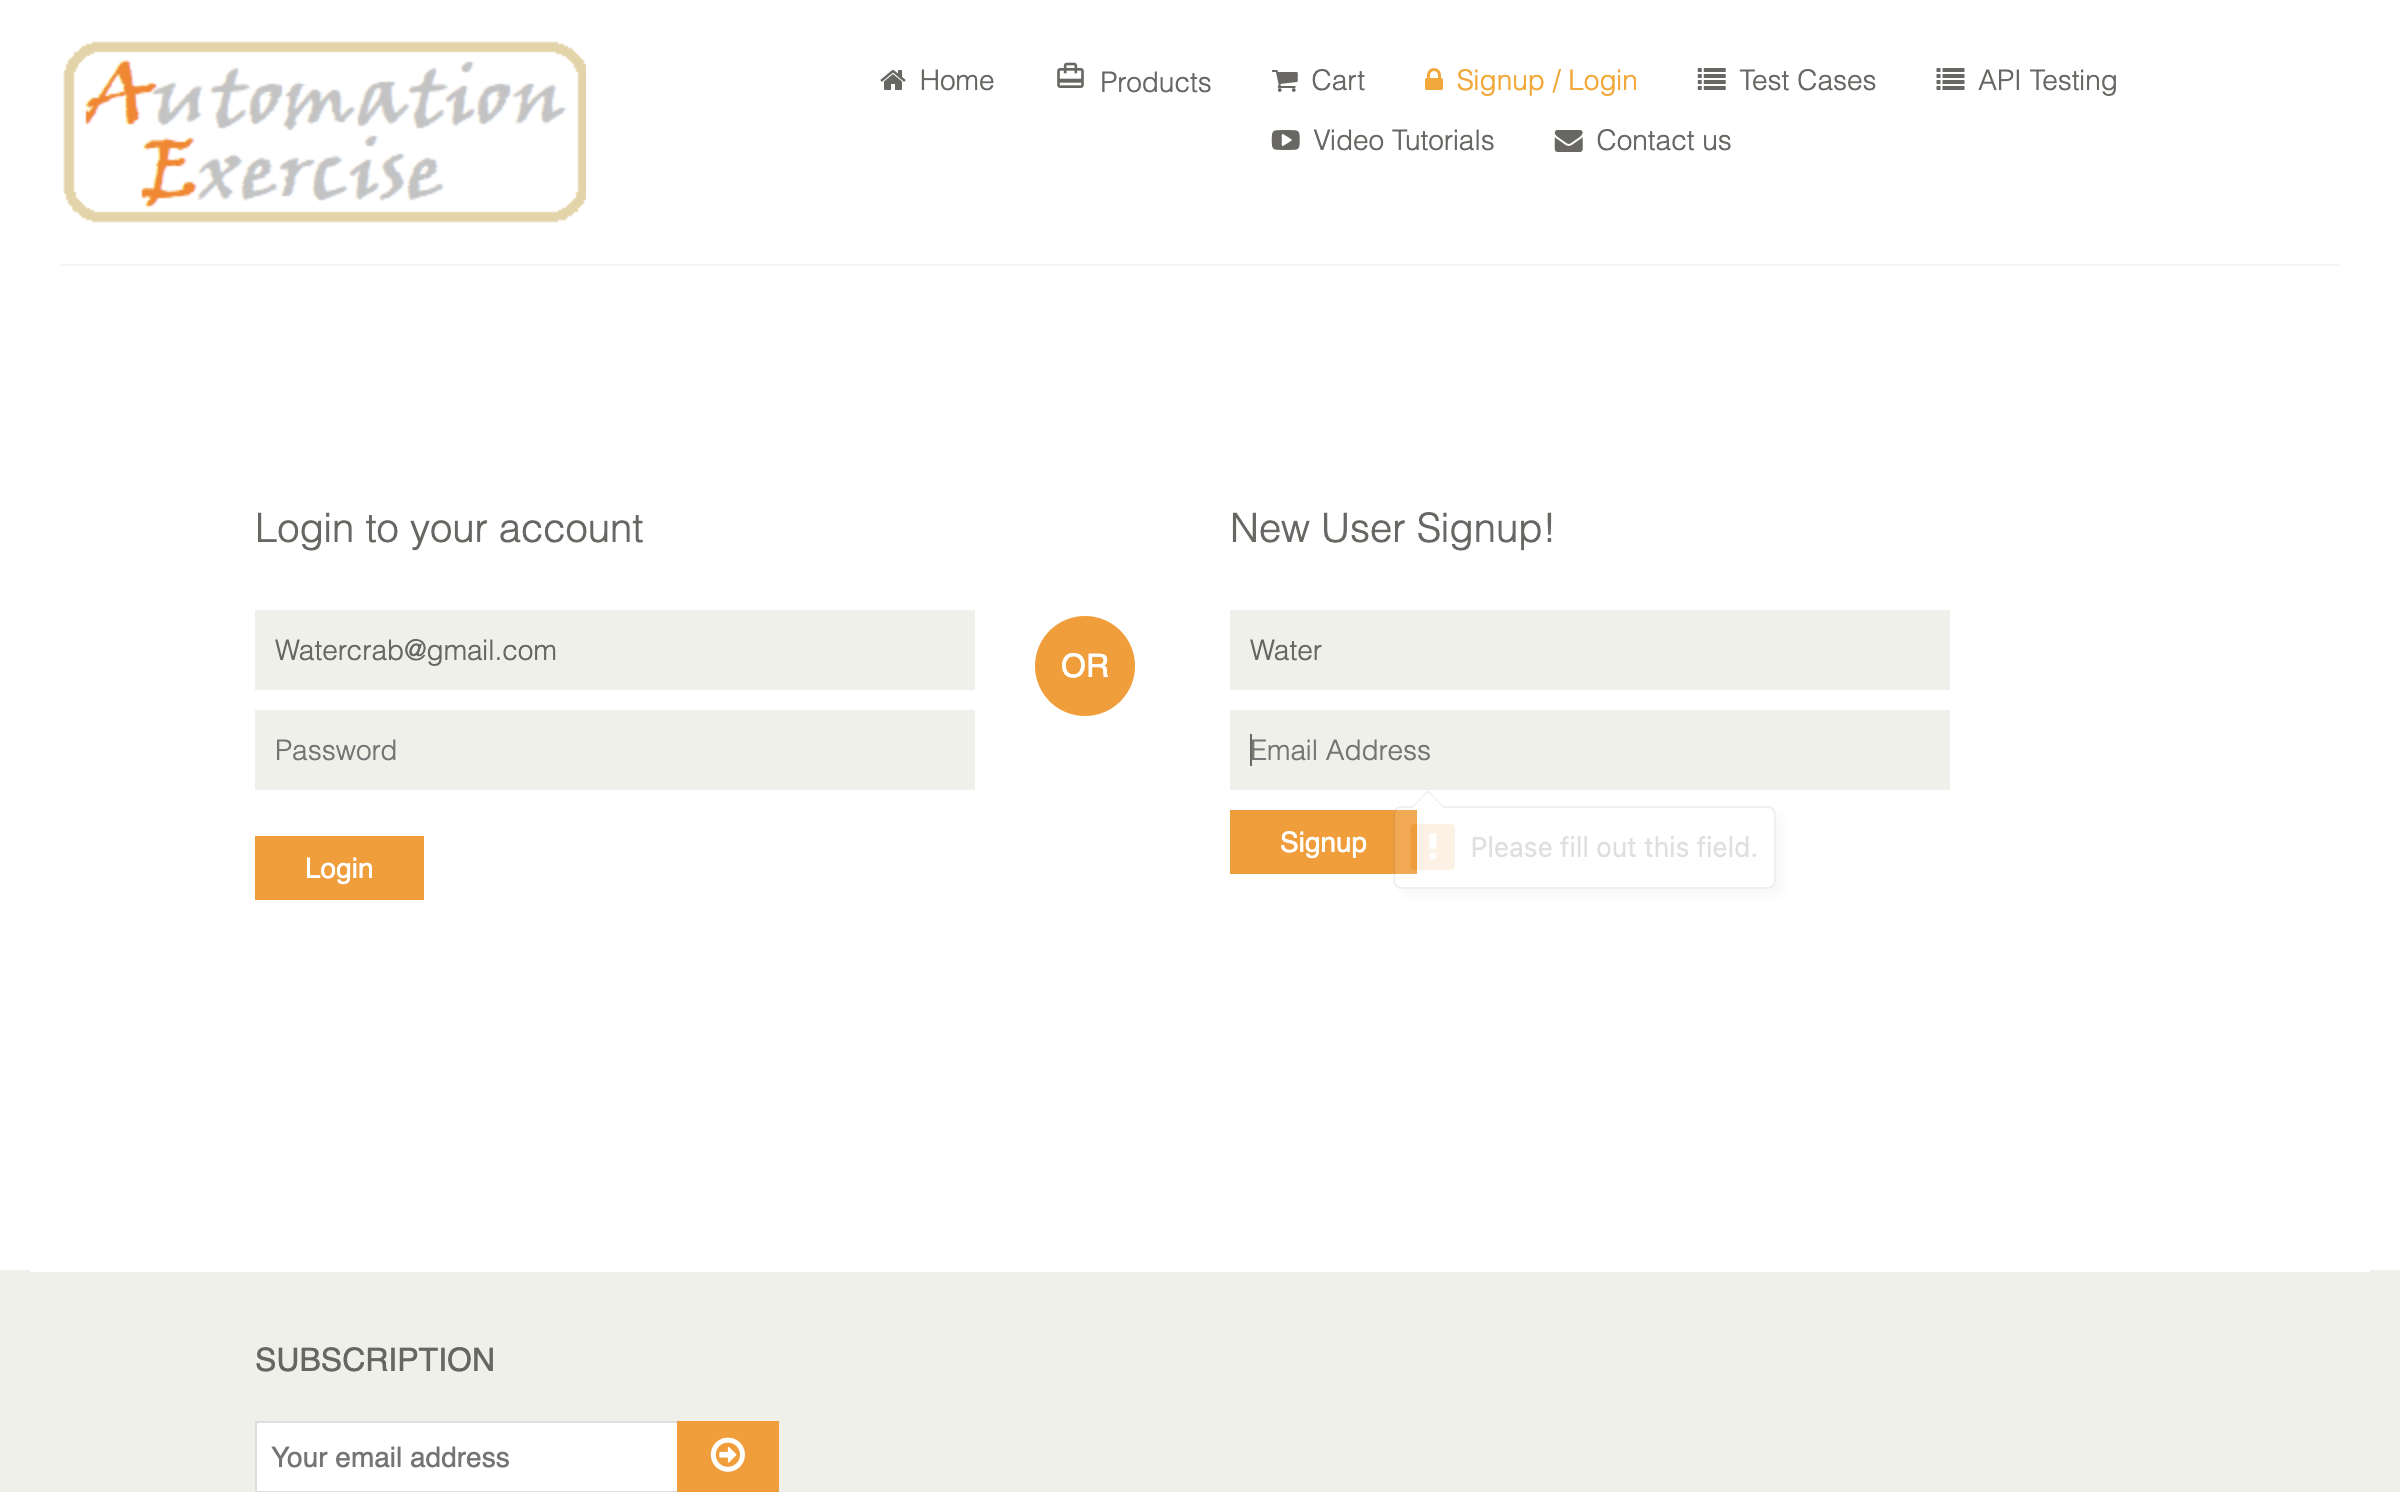 Automation
Exercise
Home
Products
Cart
Signup / Login
Test Cases
API Testing
Video Tutorials
Contact us
Login to your account
Watercrab@gmail.com
Password
Login
OR
New User Signup!
Water
Email Address
Signup
! Please fill out this field.
SUBSCRIPTION
Your email address